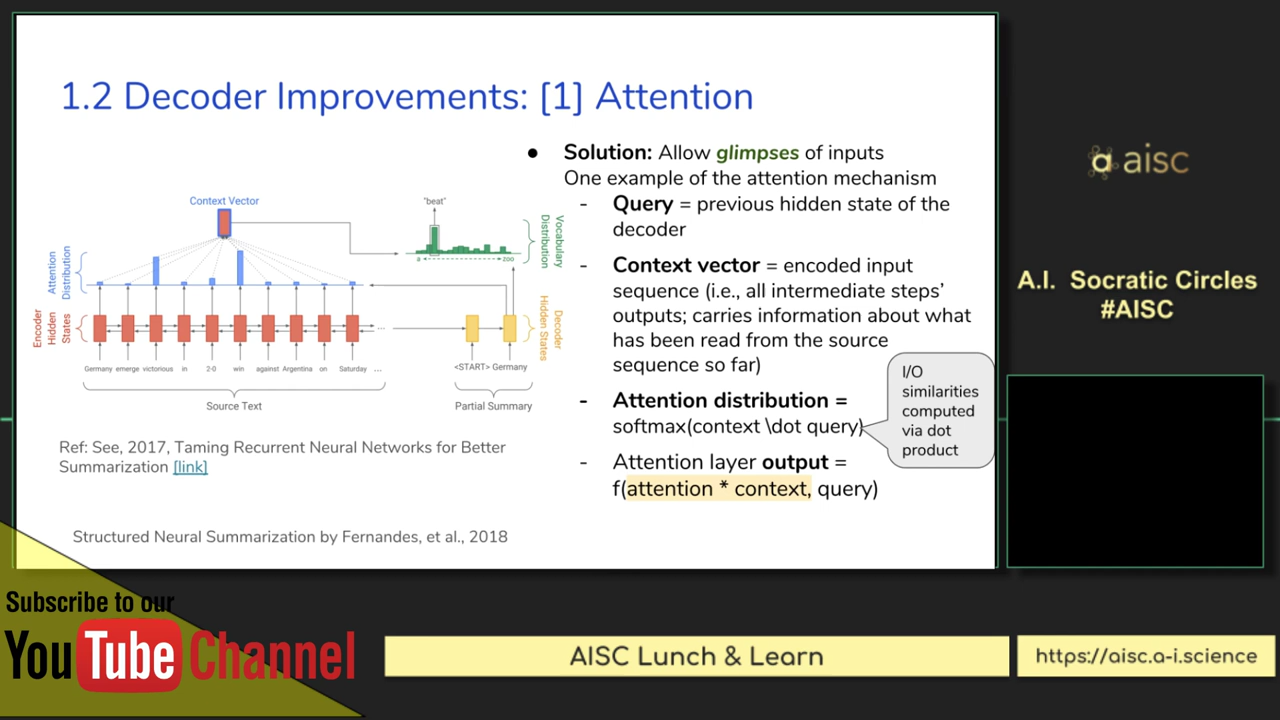 1.2 Decoder Improvements: [1] Attention
● Solution: Allow glimpses of inputs
One example of the attention mechanism
- Query = previous hidden state of the
decoder
- Context vector = encoded input
sequence (i.e., all intermediate steps’
outputs; carries information about what
has been read from the source
sequence so far)
- Attention distribution =
softmax(context \dot query)
- Attention layer output =
f(attention * context, query)
I/O
similarities
computed
via dot
product
Context Vector
"beat"
Attention
Distribution
Vocabulary
Distribution
a
zoo
Encoder
Hidden
States
Decoder
Hidden States
...
Germany emerge victorious in 2-0 win against Argentina on Saturday ...
<START> Germany
Source Text
Partial Summary
Ref: See, 2017, Taming Recurrent Neural Networks for Better
Summarization [link]
Structured Neural Summarization by Fernandes, et al., 2018
aisc
A.I. Socratic Circles
#AISC
Subscribe to our
YouTube Channel
AISC Lunch & Learn
https://aisc.a-i.science